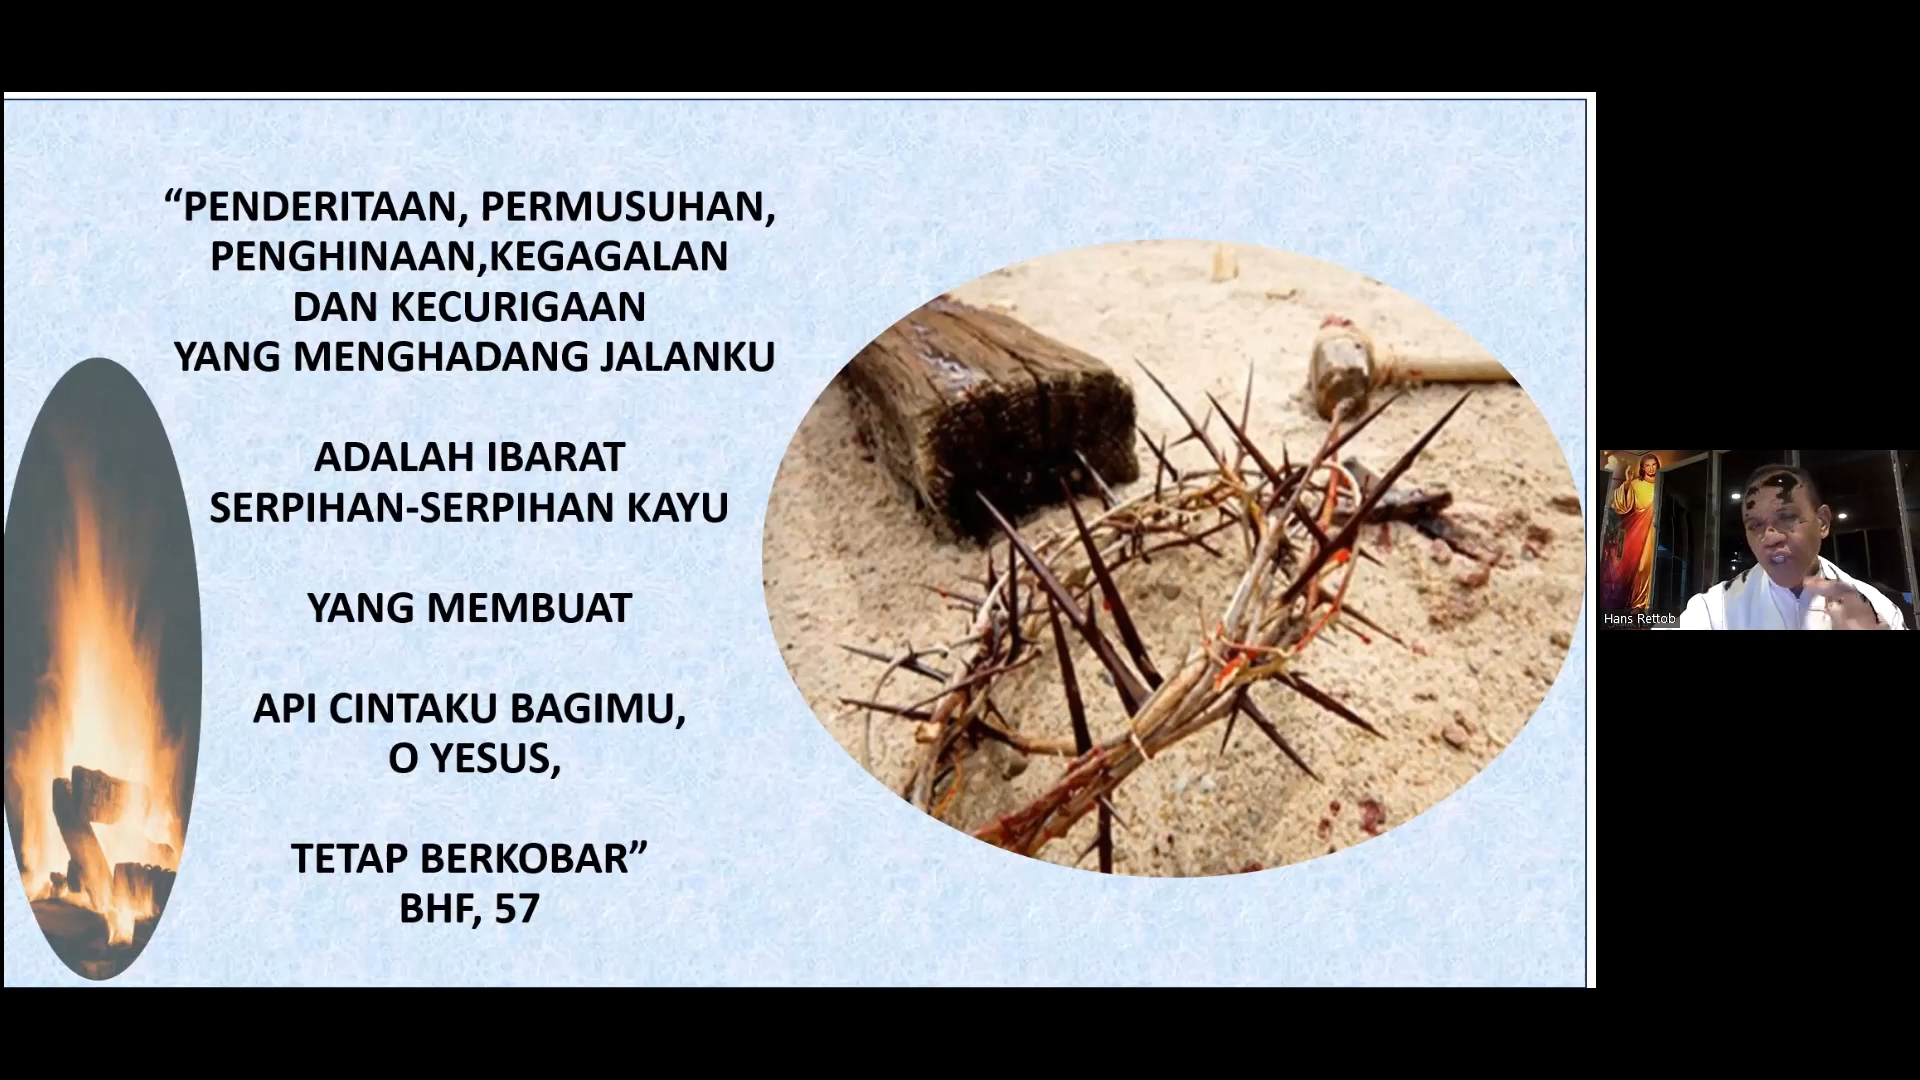 “PENDERITAAN, PERMUSUHAN,
PENGHINAAN,KEGAGALAN
DAN KECURIGAAN
YANG MENGHADANG JALANKU
ADALAH IBARAT
SERPIHAN-SERPIHAN KAYU
YANG MEMBUAT
API CINTAKU BAGIMU,
O YESUS,
TETAP BERKOBAR”
BHF, 57
Hans Rettob